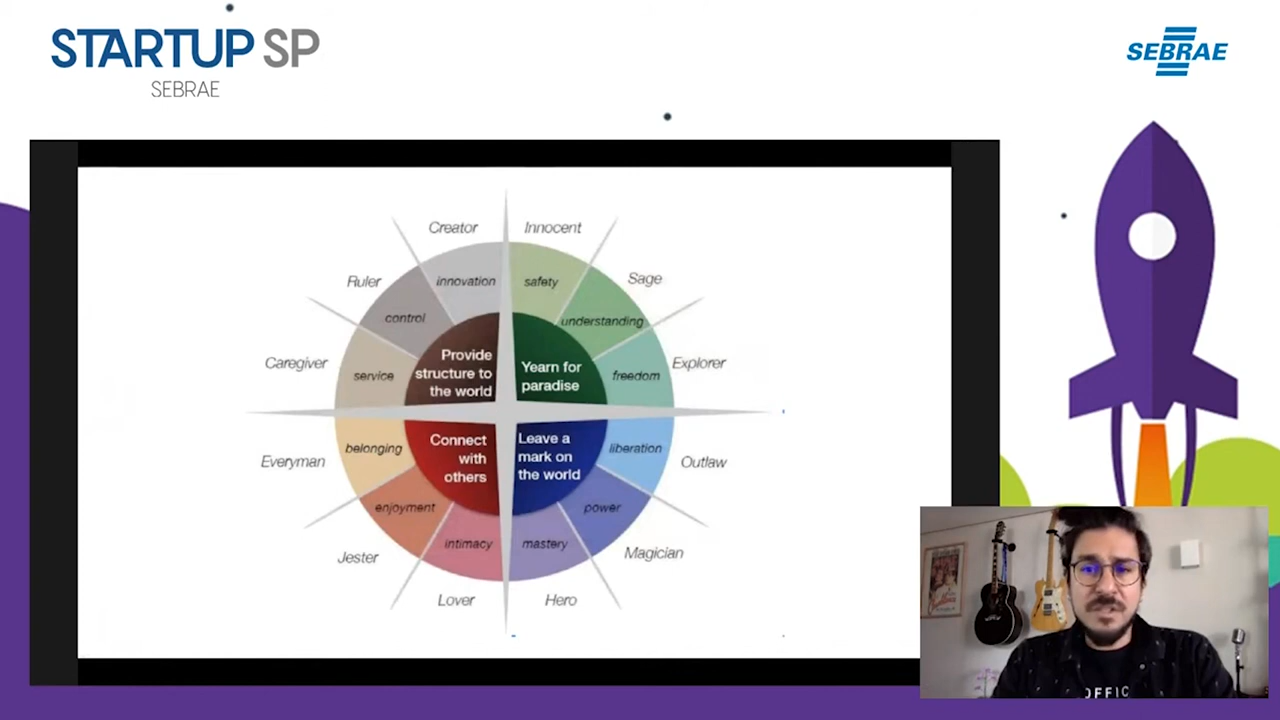 STARTUP SP
SEBRAE
SEBRAE
Creator
Innocent
Ruler
innovation
safety
Sage
control
understanding
Caregiver
service
Provide
structure to
the world
Yearn for
paradise
freedom
Explorer
Everyman
belonging
Connect
with
others
Leave a
mark on
the world
liberation
Outlaw
enjoyment
power
Jester
intimacy
mastery
Magician
Lover
Hero
OFFIC